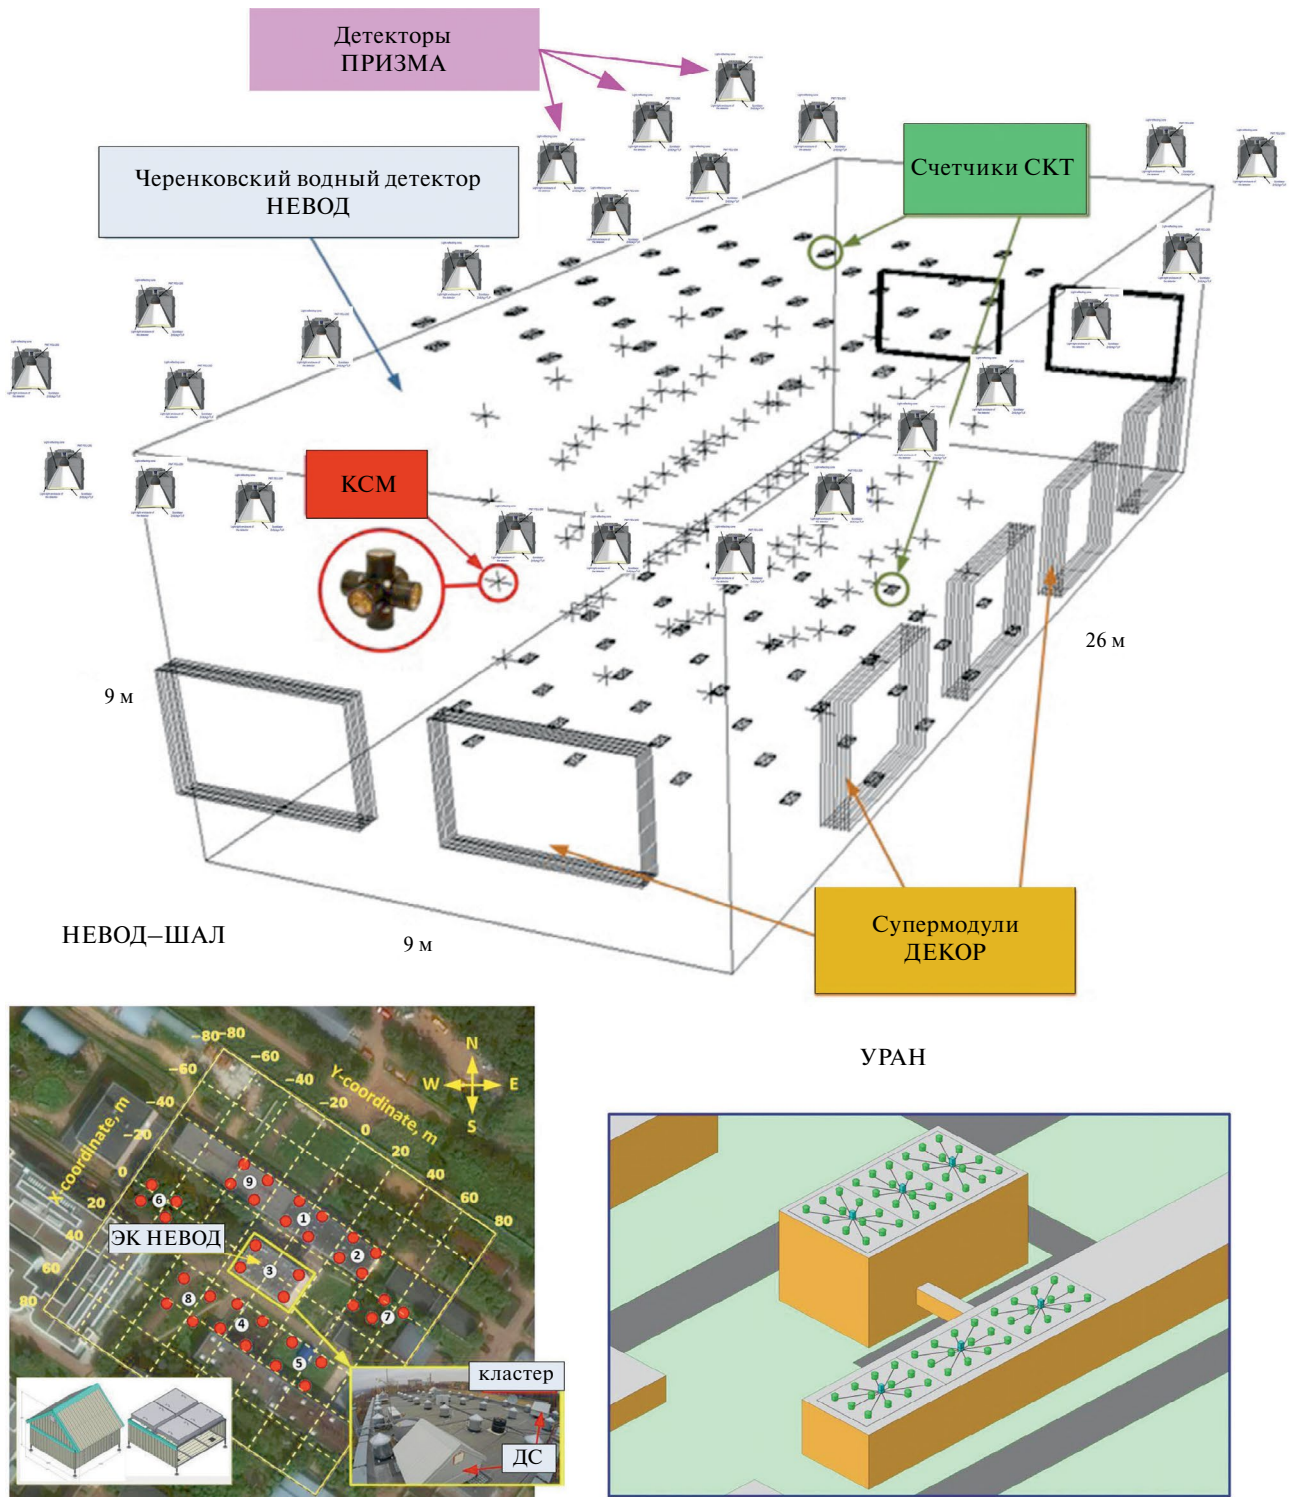 Детекторы
ПРИЗМА
Черенковский водный детектор
НЕВОД
Счетчики СКТ
КСМ
9 м
26 м
9 м
Супермодули
ДЕКОР
НЕВОД–ШАЛ
УРАН
−80
−80
−60
−60
−40
−40
−20
−20
0
0
20
20
40
40
60
60
80
80
X-coordinate, m
Y-coordinate, m
N
W
E
S
9
6
1
2
3
8
4
7
5
ЭК НЕВОД
кластер
ДС